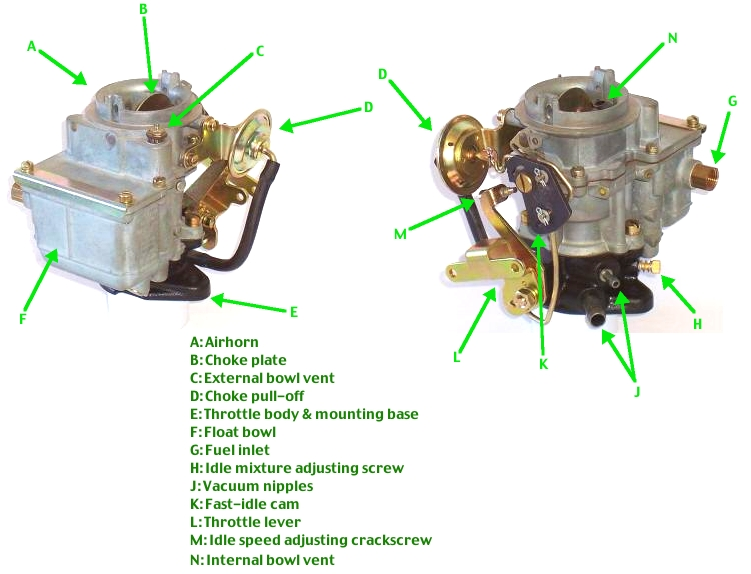 B
A
C
D
E
F
N
D
G
M
H
L
K
J
A: Airhorn
B: Choke plate
C: External bowl vent
D: Choke pull-off
E: Throttle body & mounting base
F: Float bowl
G: Fuel inlet
H: Idle mixture adjusting screw
J: Vacuum nipples
K: Fast-idle cam
L: Throttle lever
M: Idle speed adjusting crackscrew
N: Internal bowl vent